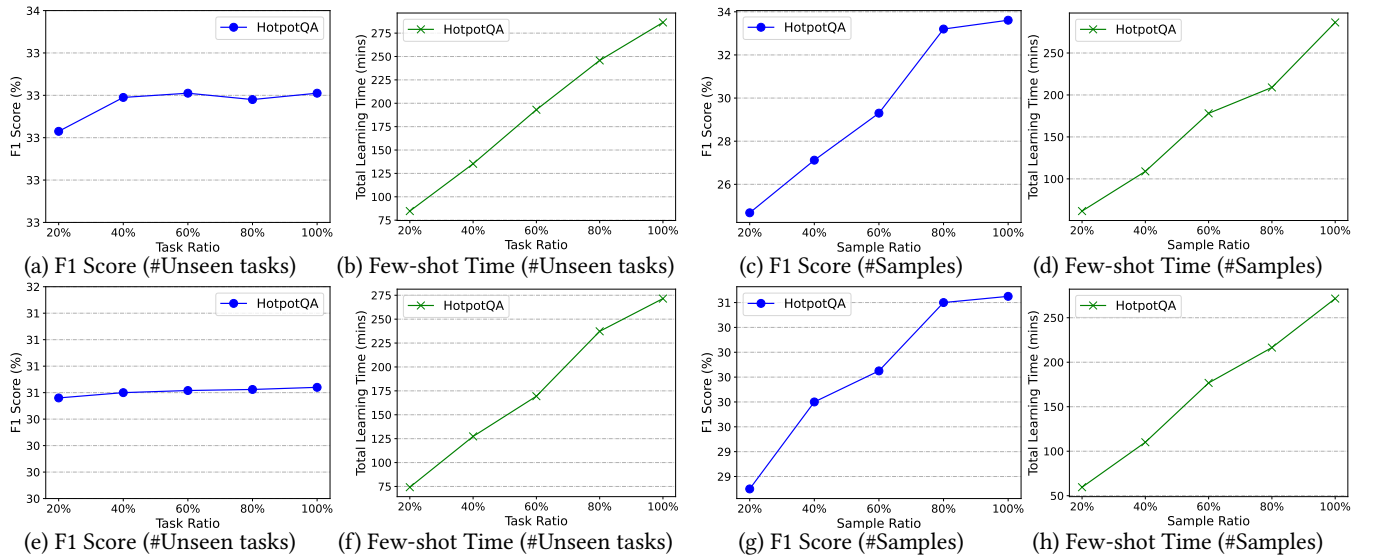 34
33
33
33
33
33
F1 Score (%)
HotpotQA
20% 40% 60% 80% 100%
Task Ratio
(a) F1 Score (#Unseen tasks)
275
250
225
200
175
150
125
100
75
Total Learning Time (mins)
HotpotQA
20% 40% 60% 80% 100%
Task Ratio
(b) Few-shot Time (#Unseen tasks)
34
32
30
28
26
F1 Score (%)
HotpotQA
20% 40% 60% 80% 100%
Sample Ratio
(c) F1 Score (#Samples)
250
200
150
100
Total Learning Time (mins)
HotpotQA
20% 40% 60% 80% 100%
Sample Ratio
(d) Few-shot Time (#Samples)
32
31
31
31
31
30
30
30
30
F1 Score (%)
HotpotQA
20% 40% 60% 80% 100%
Task Ratio
(e) F1 Score (#Unseen tasks)
275
250
225
200
175
150
125
100
75
Total Learning Time (mins)
HotpotQA
20% 40% 60% 80% 100%
Task Ratio
(f) Few-shot Time (#Unseen tasks)
31
30
30
30
30
30
29
29
F1 Score (%)
HotpotQA
20% 40% 60% 80% 100%
Sample Ratio
(g) F1 Score (#Samples)
250
200
150
100
50
Total Learning Time (mins)
HotpotQA
20% 40% 60% 80% 100%
Sample Ratio
(h) Few-shot Time (#Samples)